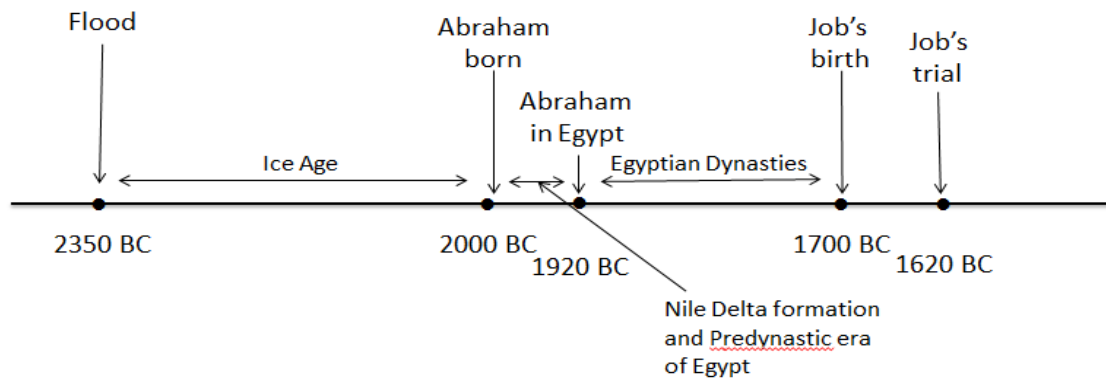 Flood
Abraham
born
Job's
birth
Job's
trial
Abraham
in Egypt
Ice Age
Egyptian Dynasties
2350 BC
2000 BC
1920 BC
1700 BC
1620 BC
Nile Delta formation
and Predynastic era
of Egypt